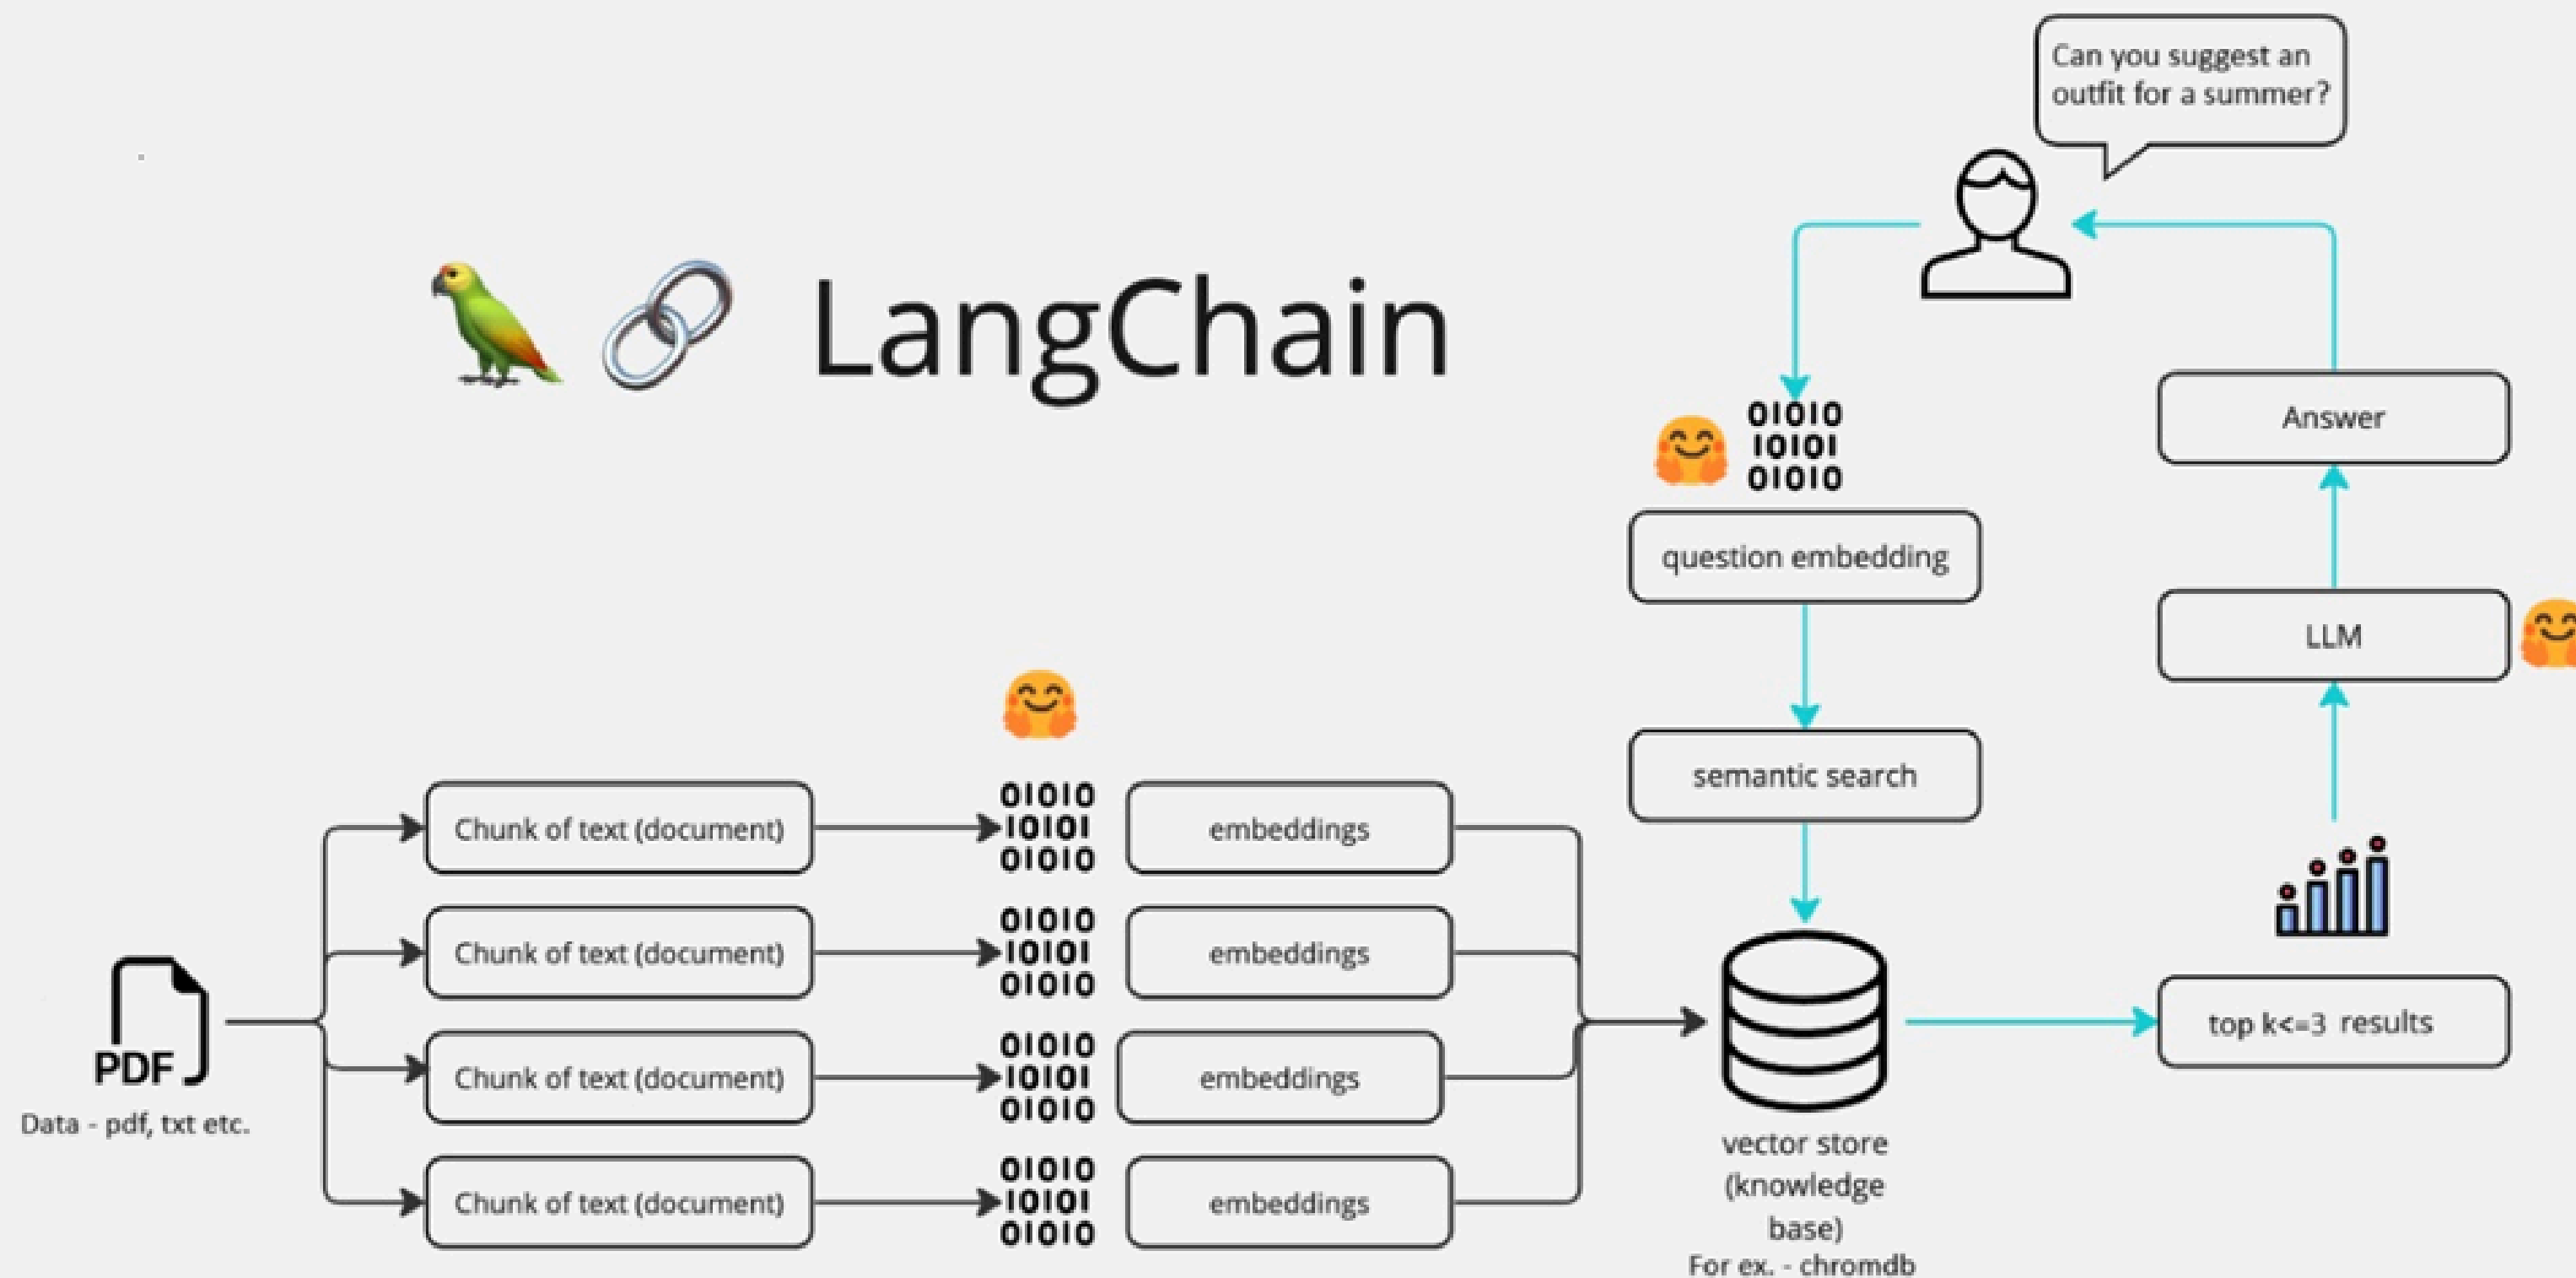 Can you suggest an
outfit for a summer?
LangChain
01010
10101
01010
question embedding
semantic search
Answer
LLM
Chunk of text (document)
01010
10101
01010
embeddings
Chunk of text (document)
01010
10101
01010
embeddings
Chunk of text (document)
01010
10101
01010
embeddings
Chunk of text (document)
01010
10101
01010
embeddings
PDF
Data - pdf, txt etc.
vector store
(knowledge
base)
For ex. - chromdb
top k<=3 results